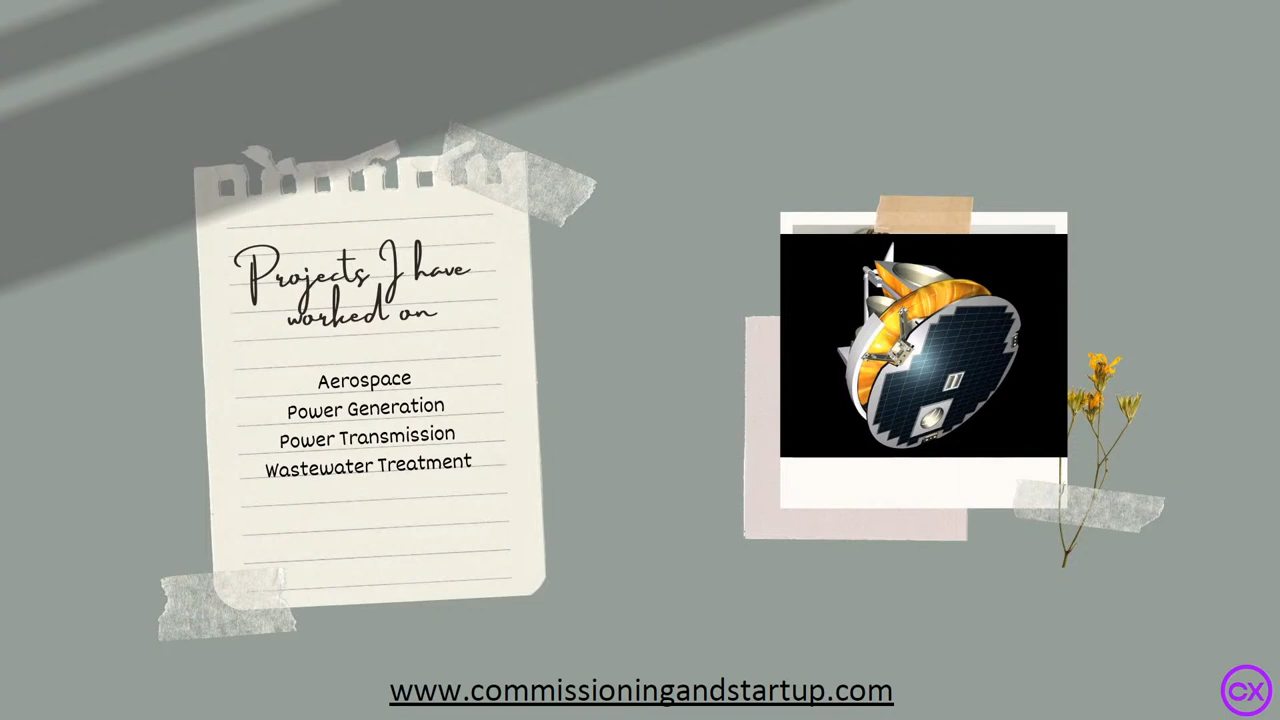 Projects I have
worked on
Aerospace
Power Generation
Power Transmission
Wastewater Treatment
www.commissioningandstartup.com
CX